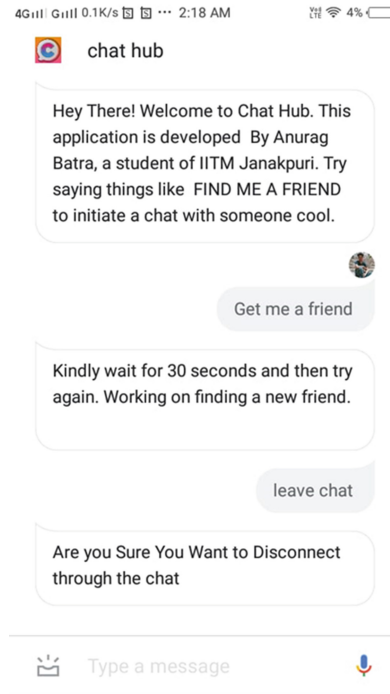 4G 0.1K/s S S ... 2:18 AM VoD LTE 4%
chat hub
Hey There! Welcome to Chat Hub. This
application is developed By Anurag
Batra, a student of IITM Janakpuri. Try
saying things like FIND ME A FRIEND
to initiate a chat with someone cool.
Get me a friend
Kindly wait for 30 seconds and then try
again. Working on finding a new friend.
leave chat
Are you Sure You Want to Disconnect
through the chat
Type a message